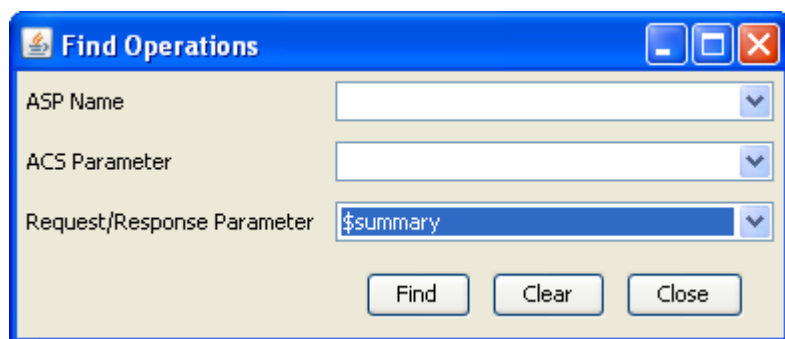 Find Operations
ASP Name
ACS Parameter
Request/Response Parameter $summary
Find Clear Close